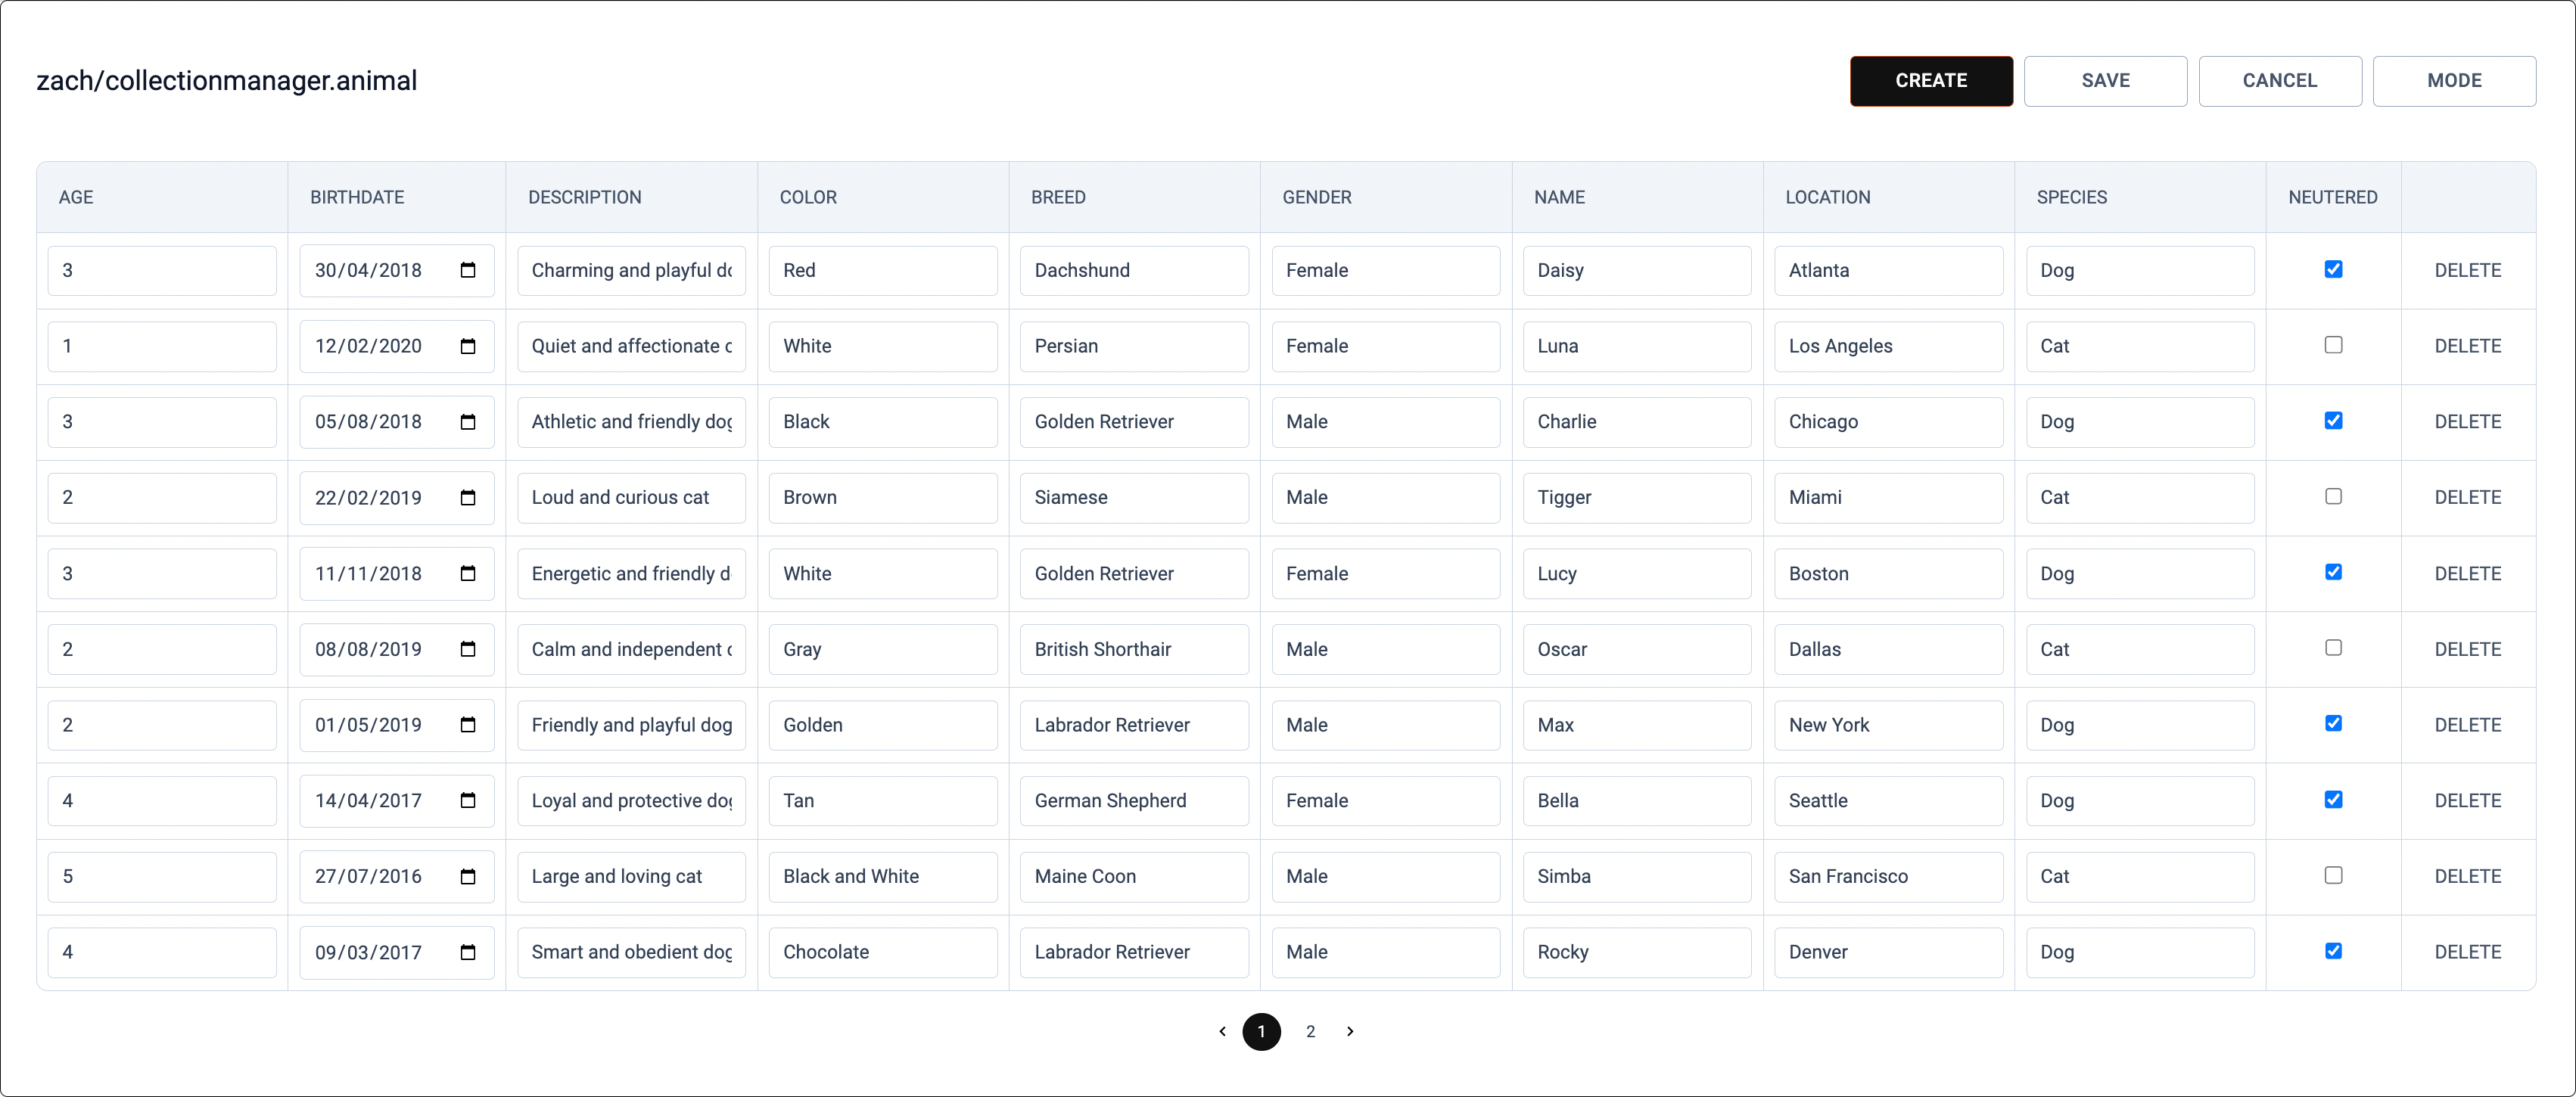 zach/collectionmanager.animal CREATE SAVE CANCEL MODE
AGE BIRTHDATE DESCRIPTION COLOR BREED GENDER NAME LOCATION SPECIES NEUTERED
3 30/04/2018 Charming and playful Red Dachshund Female Daisy Atlanta Dog DELETE
1 12/02/2020 Quiet and affectionate White Persian Female Luna Los Angeles Cat DELETE
3 05/08/2018 Athletic and friendly dog Black Golden Retriever Male Charlie Chicago Dog DELETE
2 22/02/2019 Loud and curious cat Brown Siamese Male Tigger Miami Cat DELETE
3 11/11/2018 Energetic and friendly White Golden Retriever Female Lucy Boston Dog DELETE
2 08/08/2019 Calm and independent Gray British Shorthair Male Oscar Dallas Cat DELETE
2 01/05/2019 Friendly and playful dog Golden Labrador Retriever Male Max New York Dog DELETE
4 14/04/2017 Loyal and protective dog Tan German Shepherd Female Bella Seattle Dog DELETE
5 27/07/2016 Large and loving cat Black and White Maine Coon Male Simba San Francisco Cat DELETE
4 09/03/2017 Smart and obedient dog Chocolate Labrador Retriever Male Rocky Denver Dog DELETE
1 2